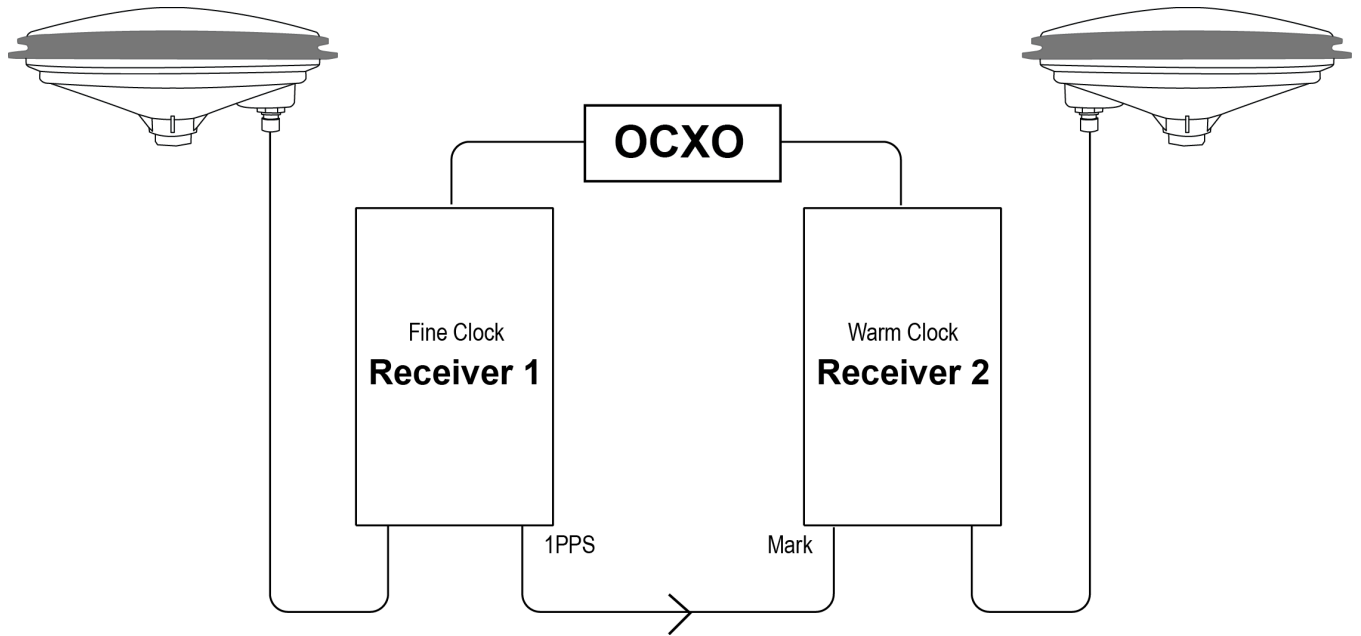 OCXO
Fine Clock
Receiver 1
Warm Clock
Receiver 2
1PPS
Mark